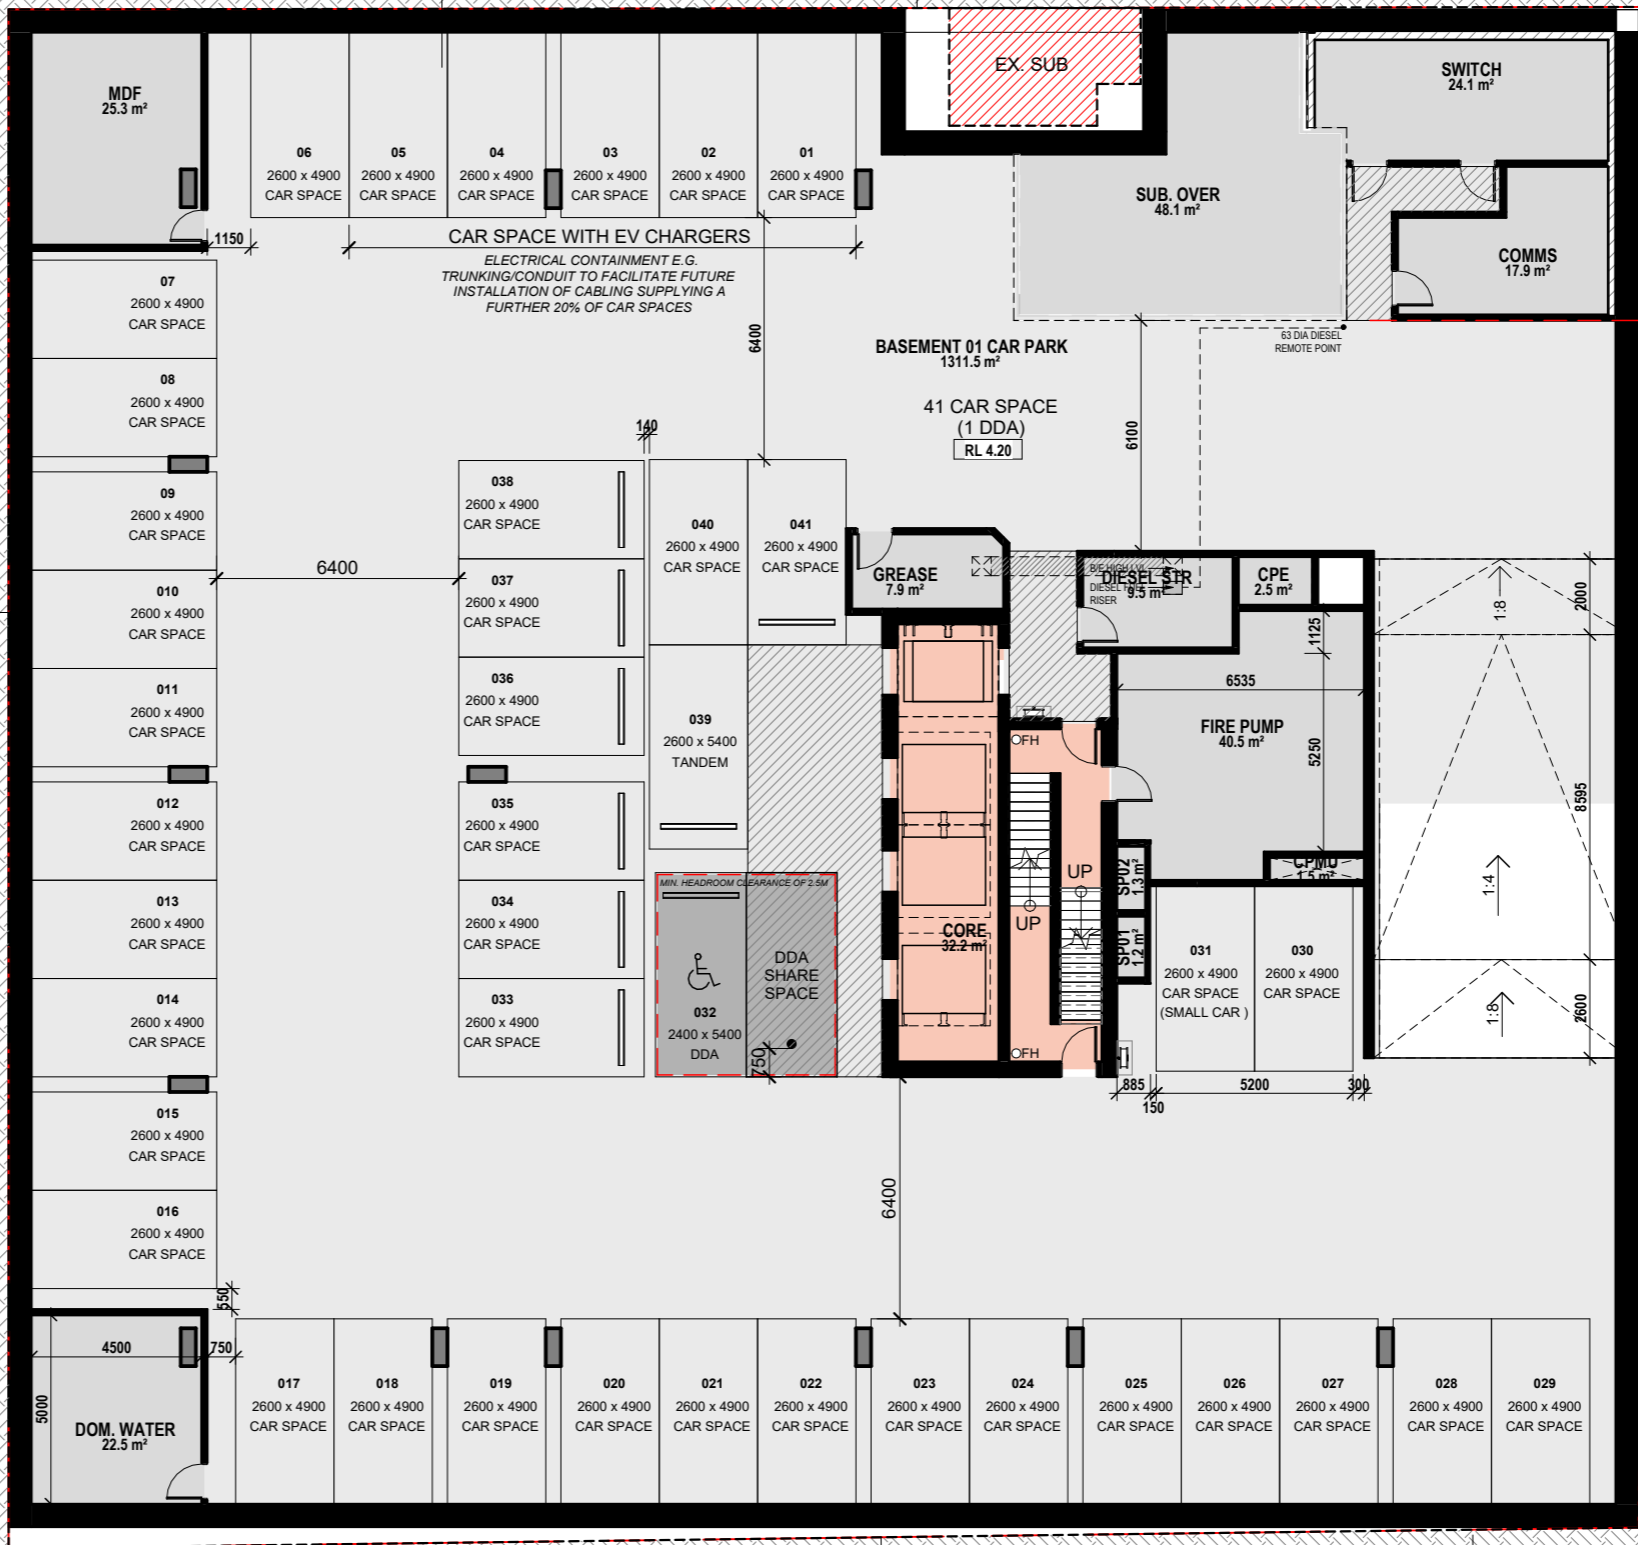 EX. SUB
MDF
25.3 m²
SWITCH
24.1 m²
06
2600 x 4900
CAR SPACE
05
2600 x 4900
CAR SPACE
04
2600 x 4900
CAR SPACE
03
2600 x 4900
CAR SPACE
02
2600 x 4900
CAR SPACE
01
2600 x 4900
CAR SPACE
SUB. OVER
48.1 m²
COMMS
17.9 m²
1150
CAR SPACE WITH EV CHARGERS
ELECTRICAL CONTAINMENT E.G.
TRUNKING/CONDUIT TO FACILITATE FUTURE
INSTALLATION OF CABLING SUPPLYING A
FURTHER 20% OF CAR SPACES
6400
07
2600 x 4900
CAR SPACE
08
2600 x 4900
CAR SPACE
63 DIA DIESEL
REMOTE POINT
BASEMENT 01 CAR PARK
1311.5 m²
41 CAR SPACE
(1 DDA)
RL 4.20
6100
140
09
2600 x 4900
CAR SPACE
010
2600 x 4900
CAR SPACE
011
2600 x 4900
CAR SPACE
012
2600 x 4900
CAR SPACE
013
2600 x 4900
CAR SPACE
014
2600 x 4900
CAR SPACE
015
2600 x 4900
CAR SPACE
016
2600 x 4900
CAR SPACE
6400
038
2600 x 4900
CAR SPACE
037
2600 x 4900
CAR SPACE
036
2600 x 4900
CAR SPACE
035
2600 x 4900
CAR SPACE
034
2600 x 4900
CAR SPACE
033
2600 x 4900
CAR SPACE
040
2600 x 4900
CAR SPACE
041
2600 x 4900
CAR SPACE
039
2600 x 5400
TANDEM
MIN. HEADROOM CLEARANCE OF 2.5M
032
2400 x 5400
DDA
DDA
SHARE
SPACE
750
GREASE
7.9 m²
B/E HIGH LVL
DIESEL FUEL
RISER
DIESEL STR
9.5 m²
CPE
2.5 m²
1125
6535
FIRE PUMP
40.5 m²
5250
FH
UP
UP
FH
CORE
32.2 m²
SP02
1.3 m²
SP01
1.2 m²
CPMU
1.5 m²
031
2600 x 4900
CAR SPACE
(SMALL CAR )
030
2600 x 4900
CAR SPACE
885
150
5200
300
1:8
2000
8595
1:4
1:8
2600
6400
550
4500
750
5000
DOM. WATER
22.5 m²
017
2600 x 4900
CAR SPACE
018
2600 x 4900
CAR SPACE
019
2600 x 4900
CAR SPACE
020
2600 x 4900
CAR SPACE
021
2600 x 4900
CAR SPACE
022
2600 x 4900
CAR SPACE
023
2600 x 4900
CAR SPACE
024
2600 x 4900
CAR SPACE
025
2600 x 4900
CAR SPACE
026
2600 x 4900
CAR SPACE
027
2600 x 4900
CAR SPACE
028
2600 x 4900
CAR SPACE
029
2600 x 4900
CAR SPACE